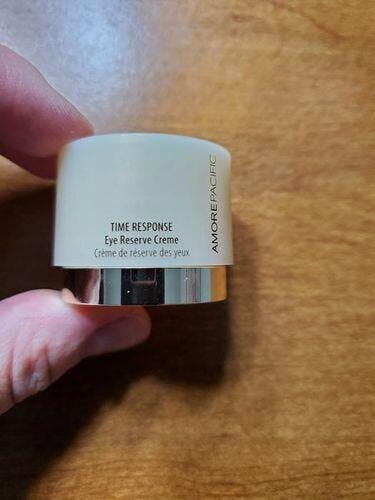 TIME RESPONSE
Eye Reserve Creme
Crème de réserve des yeux
AMOREPACIFIC